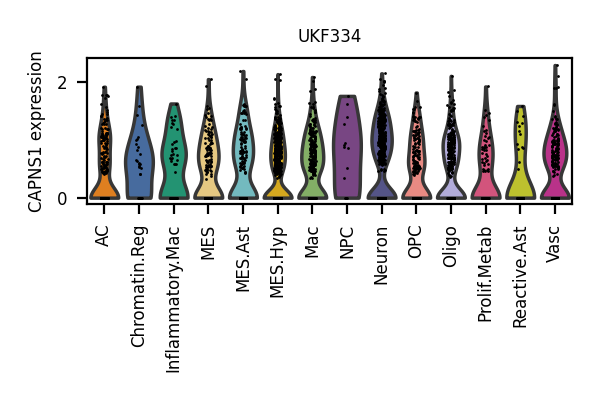 UKF334
CAPNS1 expression
2
0
AC
Chromatin.Reg
Inflammatory.Mac
MES
MES.Ast
MES.Hyp
Mac
NPC
Neuron
OPC
Oligo
Prolif.Metab
Reactive.Ast
Vasc